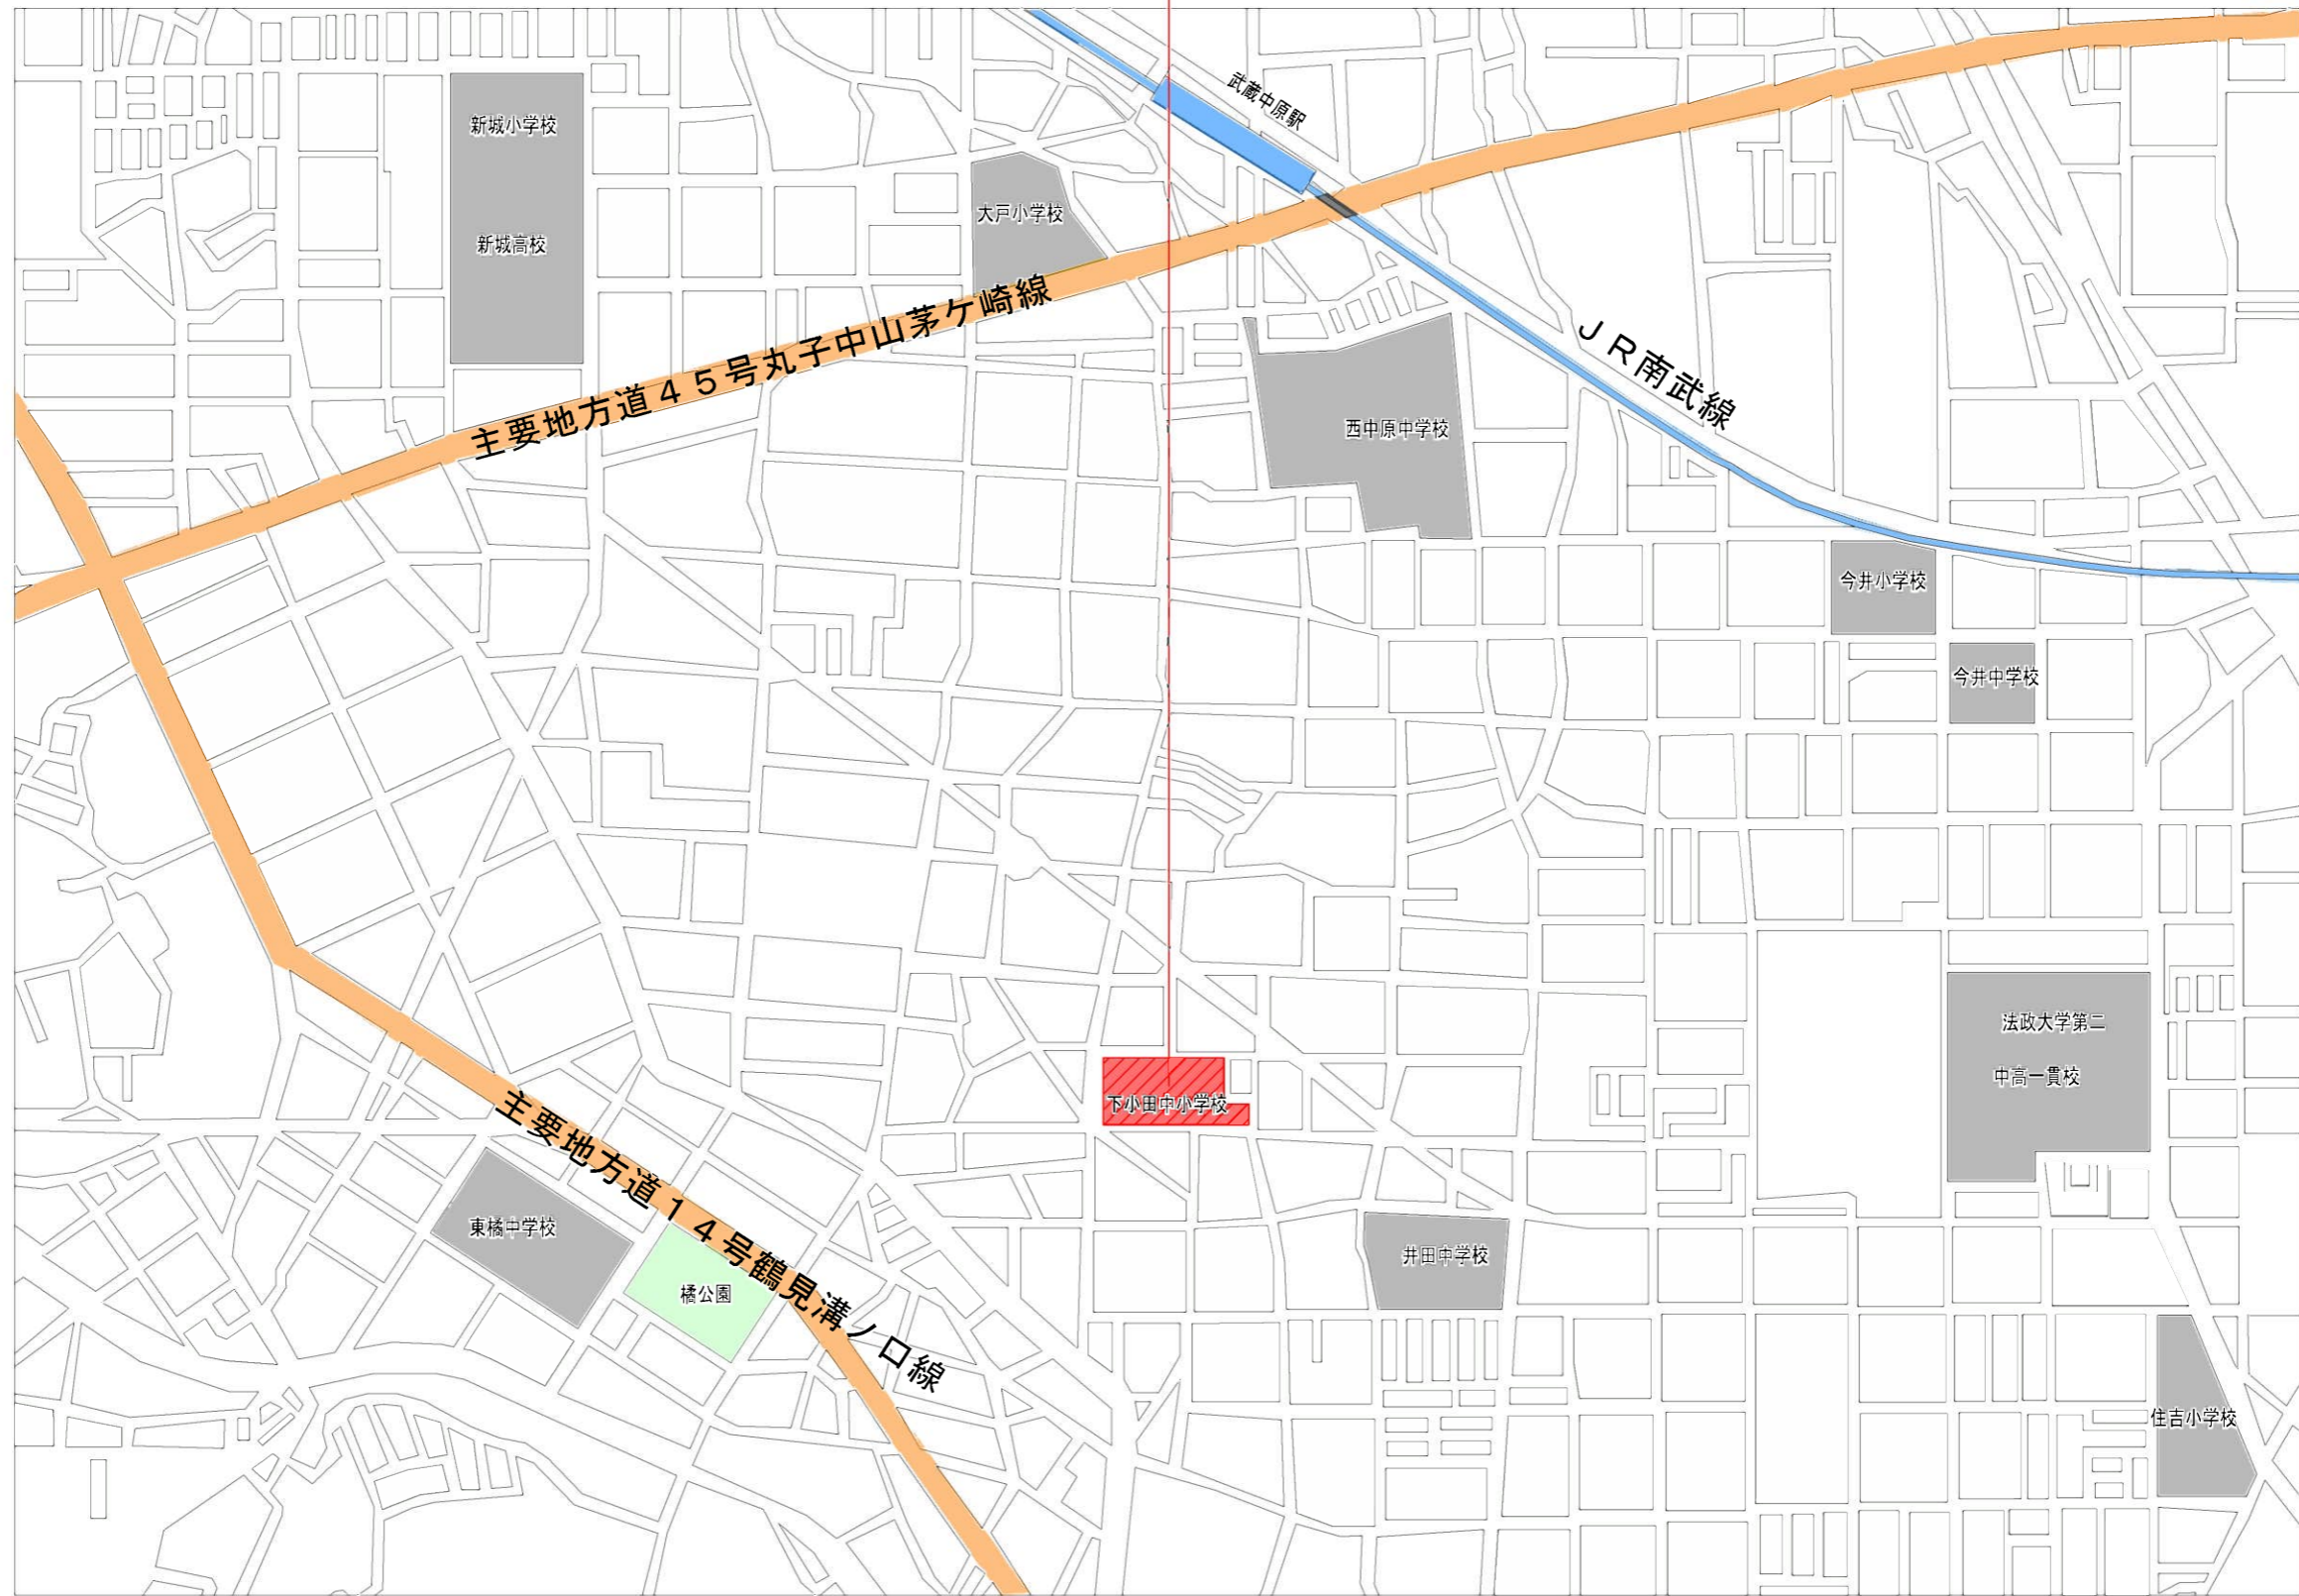 武蔵中原駅
新城小学校
大戸小学校
新城高校
主要地方道４５号丸子中山茅ケ崎線
ＪＲ南武線
西中原中学校
今井小学校
今井中学校
法政大学第二
中高一貫校
下小田中小学校
主要地方道１４号鶴見溝ノ口線
東橘中学校
井田中学校
橘公園
住吉小学校